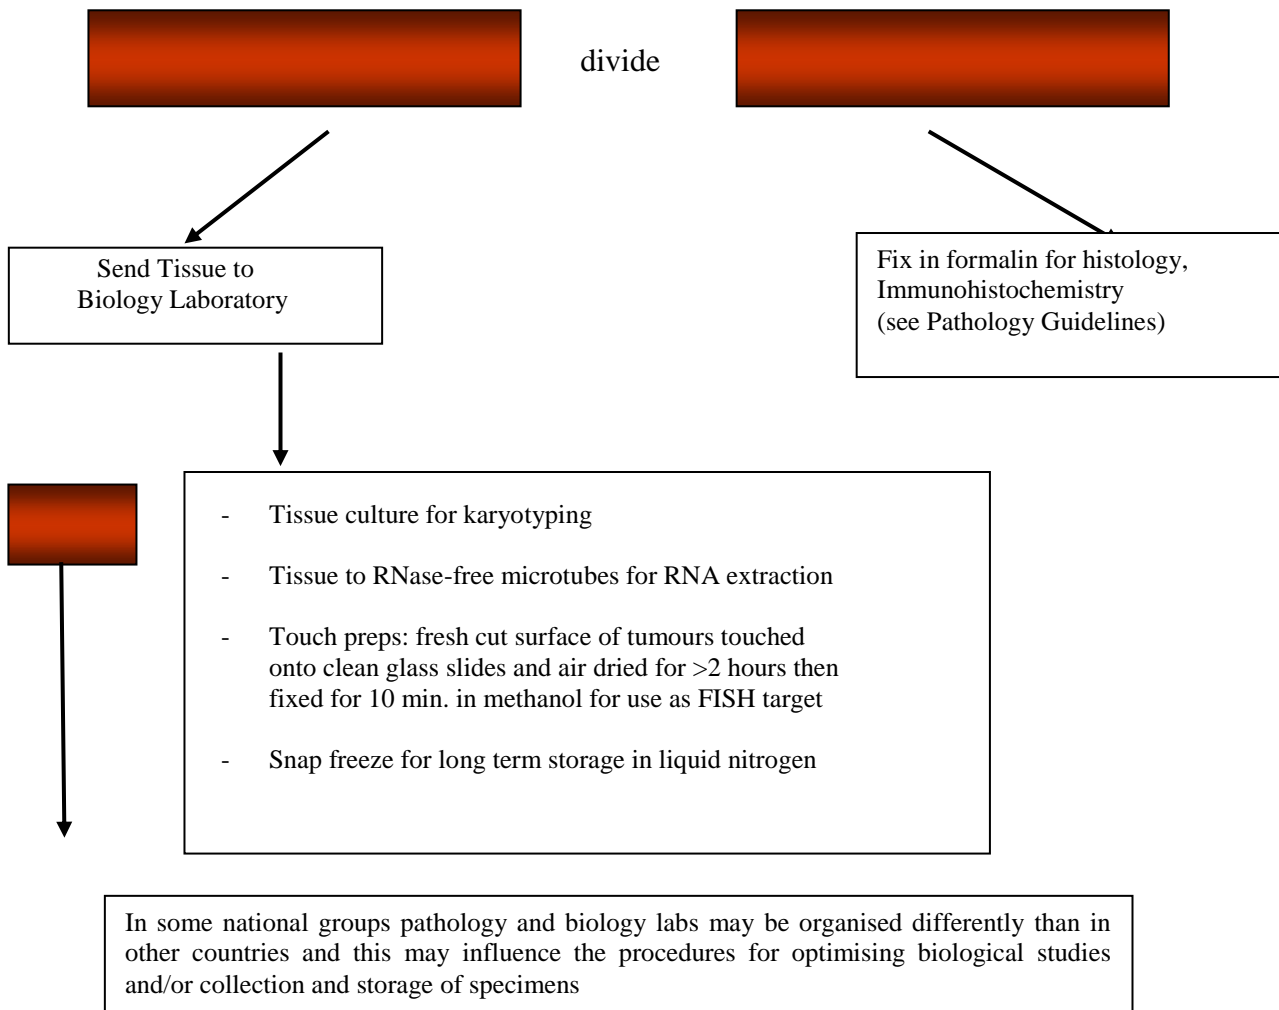 divide
Send Tissue to
Biology Laboratory
Fix in formalin for histology,
Immunohistochemistry
(see Pathology Guidelines)
- Tissue culture for karyotyping
- Tissue to RNase-free microtubes for RNA extraction
- Touch preps: fresh cut surface of tumours touched
onto clean glass slides and air dried for >2 hours then
fixed for 10 min. in methanol for use as FISH target
- Snap freeze for long term storage in liquid nitrogen
In some national groups pathology and biology labs may be organised differently than in
other countries and this may influence the procedures for optimising biological studies
and/or collection and storage of specimens